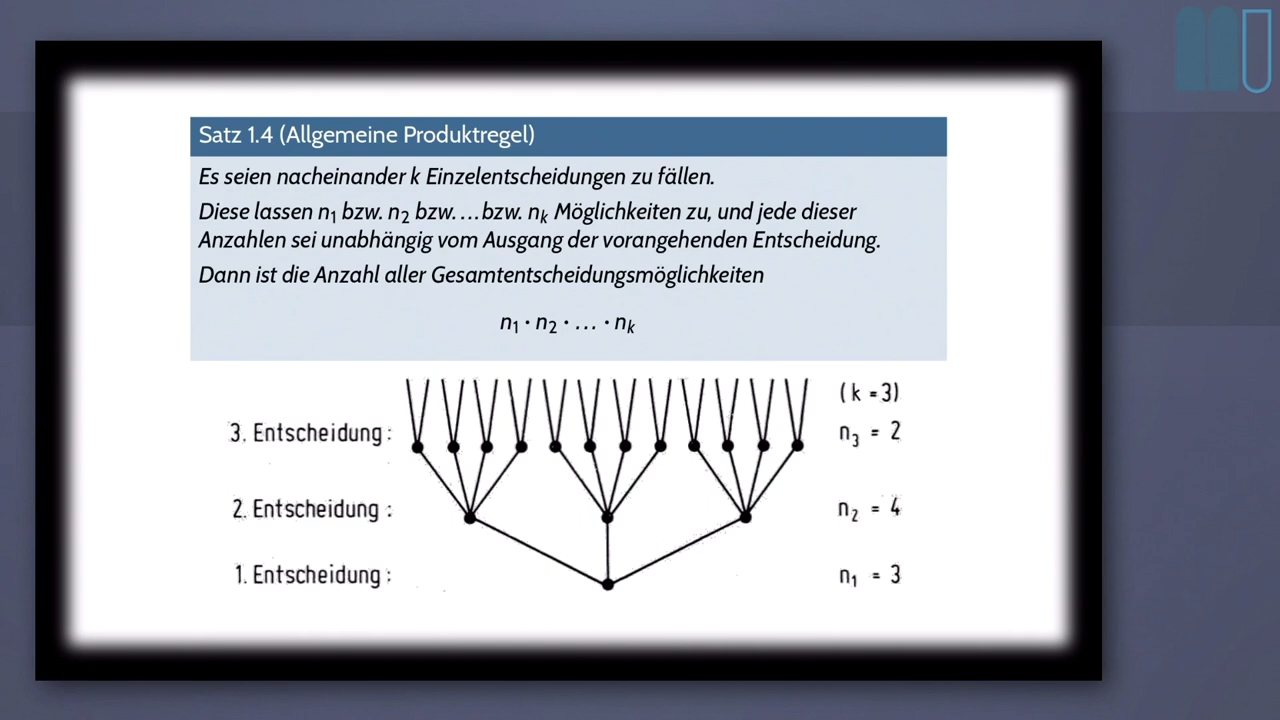 Satz 1.4 (Allgemeine Produktregel)
Es seien nacheinander k Einzelentscheidungen zu fällen.
Diese lassen n₁ bzw. n₂ bzw. ... bzw. nₖ Möglichkeiten zu, und jede dieser
Anzahlen sei unabhängig vom Ausgang der vorangehenden Entscheidung.
Dann ist die Anzahl aller Gesamtentscheidungsmöglichkeiten
n₁ · n₂ · ... · nₖ
(k = 3)
3. Entscheidung: n₃ = 2
2. Entscheidung: n₂ = 4
1. Entscheidung: n₁ = 3